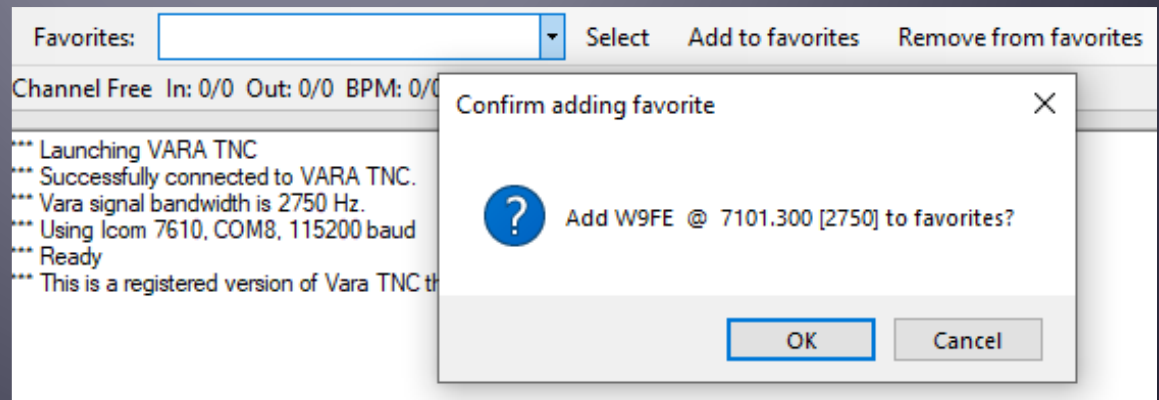 Favorites: Select Add to favorites Remove from favorites
Channel Free In: 0/0 Out: 0/0 BPM: 0/0
Confirm adding favorite
*** Launching VARA TNC
*** Successfully connected to VARA TNC.
*** Vara signal bandwidth is 2750 Hz.
*** Using Icom 7610, COM8, 115200 baud
*** Ready
*** This is a registered version of Vara TNC
Add W9FE @ 7101.300 [2750] to favorites?
OK Cancel